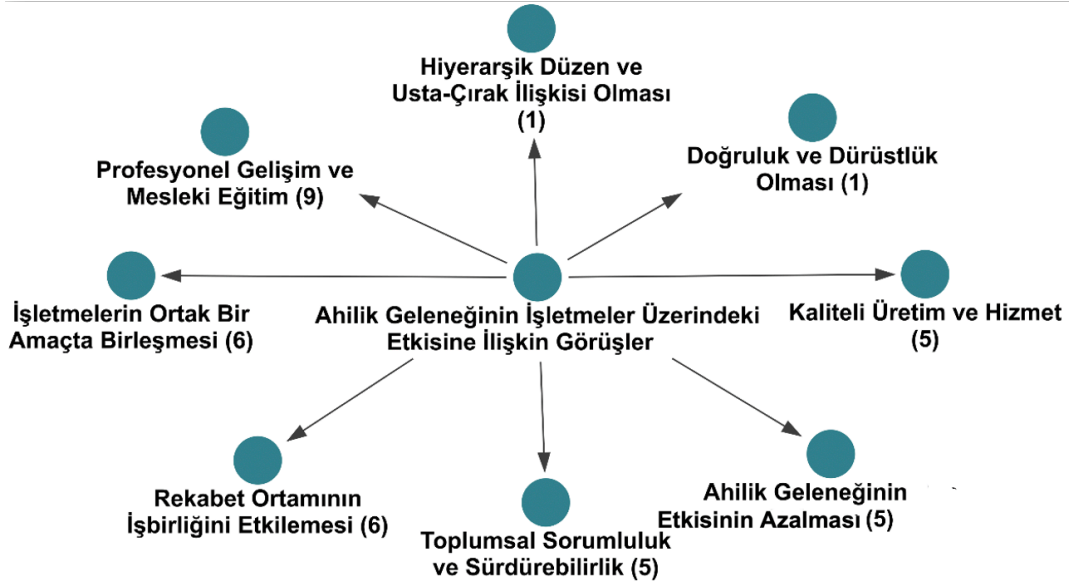 Hiyerarşik Düzen ve
Usta-Çırak İlişkisi Olması
(1)
Profesyonel Gelişim ve
Mesleki Eğitim (9)
Doğruluk ve Dürüstlük
Olması (1)
İşletmelerin Ortak Bir
Amaçta Birleşmesi (6)
Ahilik Geleneğinin İşletmeler Üzerindeki
Etkisine İlişkin Görüşler
Kaliteli Üretim ve Hizmet
(5)
Rekabet Ortamının
İşbirliğini Etkilemesi (6)
Toplumsal Sorumluluk
ve Sürdürebilirlik (5)
Ahilik Geleneğinin
Etkisinin Azalması (5)